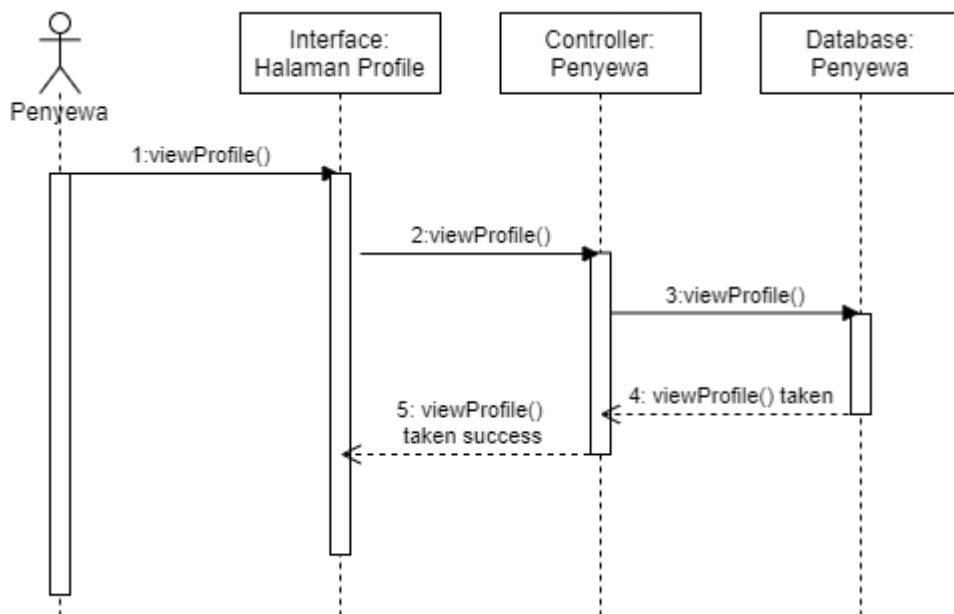 Interface:
Halaman Profile
Controller:
Penyewa
Database:
Penyewa
Penyewa
1:viewProfile()
2:viewProfile()
3:viewProfile()
4: viewProfile() taken
5: viewProfile()
taken success